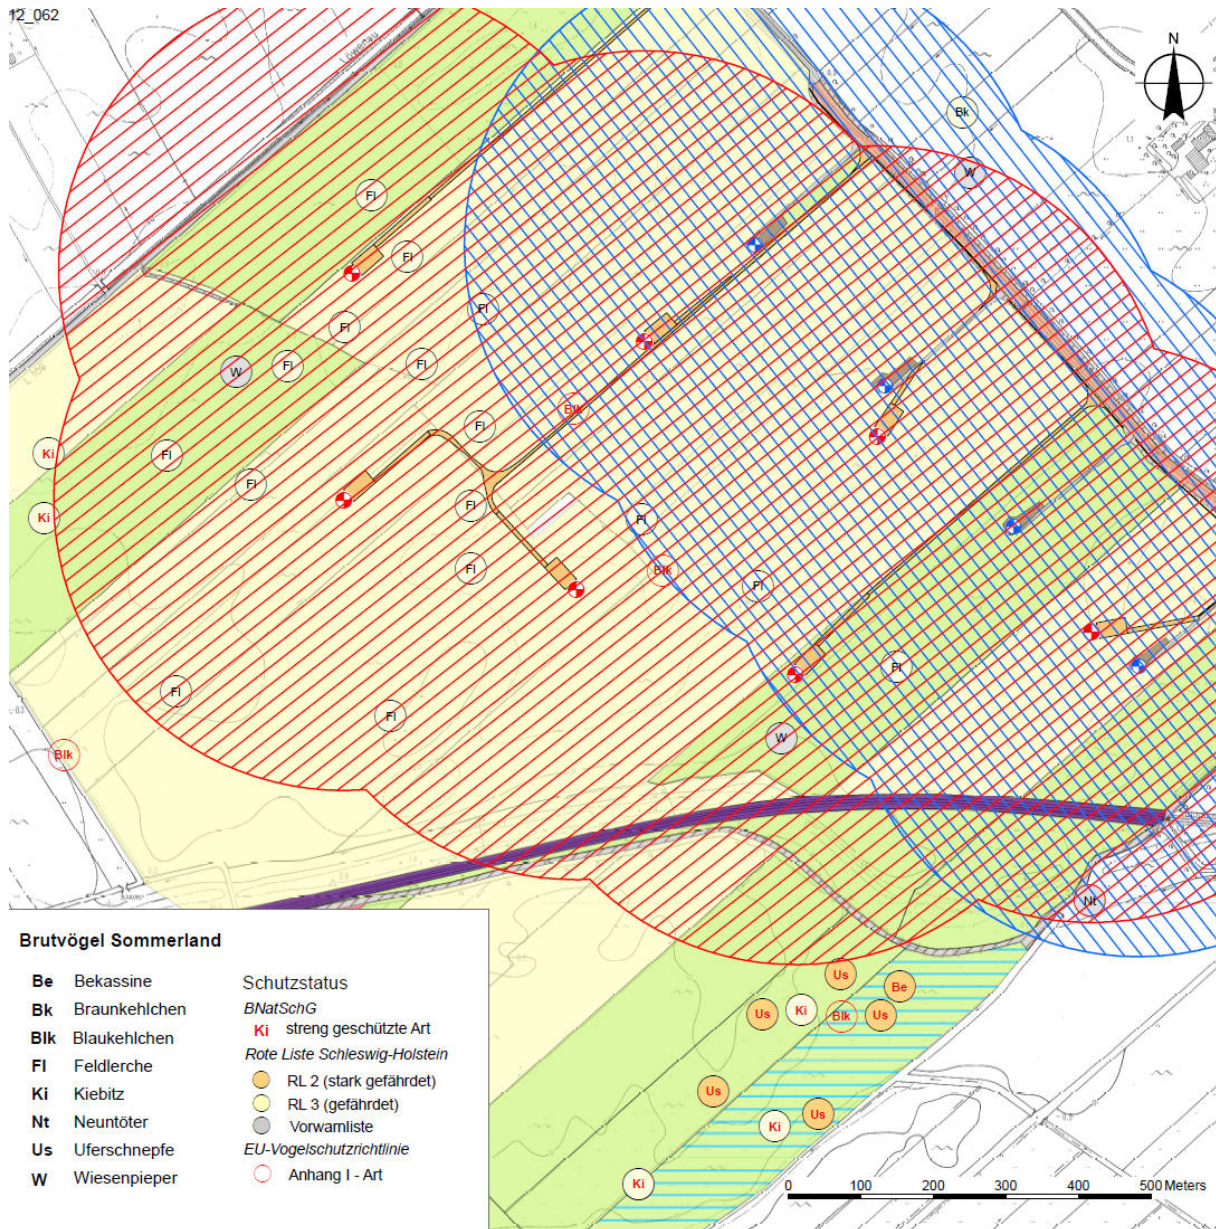 12_062
Löwenau
N
Bk
W
Fl
Fl
Fl
Fl
Fl
Fl
W
Blk
Fl
Ki
Fl
Fl
Fl
Ki
Fl
Fl
Blk
Fl
Fl
Fl
Fl
W
Blk
Nt
Us
Be
Us
Ki
Blk
Us
Us
Us
Ki
Ki
L 168
Brutvögel Sommerland
Be Bekassine
Bk Braunkehlchen
Blk Blaukehlchen
Fl Feldlerche
Ki Kiebitz
Nt Neuntöter
Us Uferschnepfe
W Wiesenpieper
Schutzstatus
BNatSchG
Ki streng geschützte Art
Rote Liste Schleswig-Holstein
RL 2 (stark gefährdet)
RL 3 (gefährdet)
Vorwarnliste
EU-Vogelschutzrichtlinie
Anhang I - Art
0 100 200 300 400 500 Meters